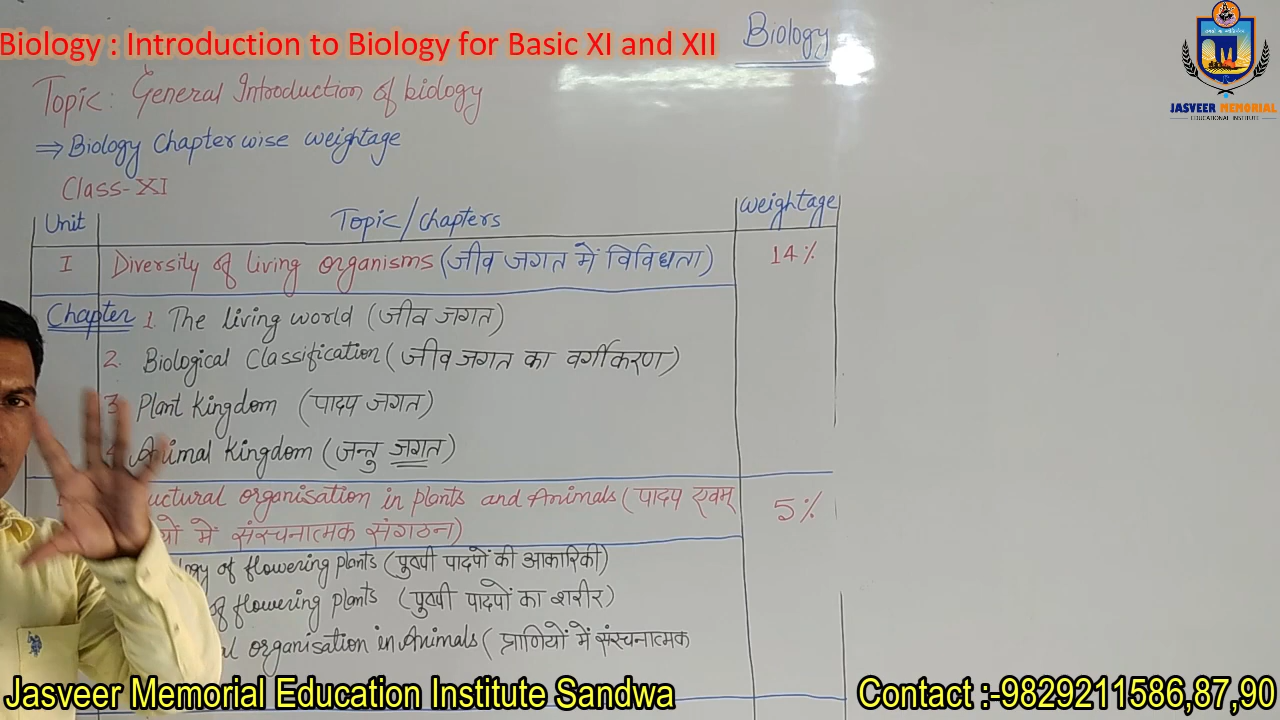 Biology : Introduction to Biology for Basic XI and XII
Biology
JASVEER MEMORIAL
EDUCATIONAL INSTITUTE
Topic: General Introduction of biology
⇒ Biology Chapterwise weightage
Class-XI
Unit Topic/chapters weightage
I Diversity of living organisms (जीव जगत में विविधता) 14%
Chapter 1. The living world (जीव जगत)
2. Biological Classification (जीव जगत का वर्गीकरण)
3 Plant Kingdom (पादप जगत)
Animal Kingdom (जन्तु जगत)
organisation in plants and Animals (पादप एवम् 5%
में संरचनात्मक संगठन)
of flowering plants (पुष्पी पादपों की आकारिकी)
of flowering plants (पुष्पी पादपों का शरीर)
organisation in Animals (प्राणियों में संरचनात्मक
Jasveer Memorial Education Institute Sandwa
Contact :-9829211586,87,90